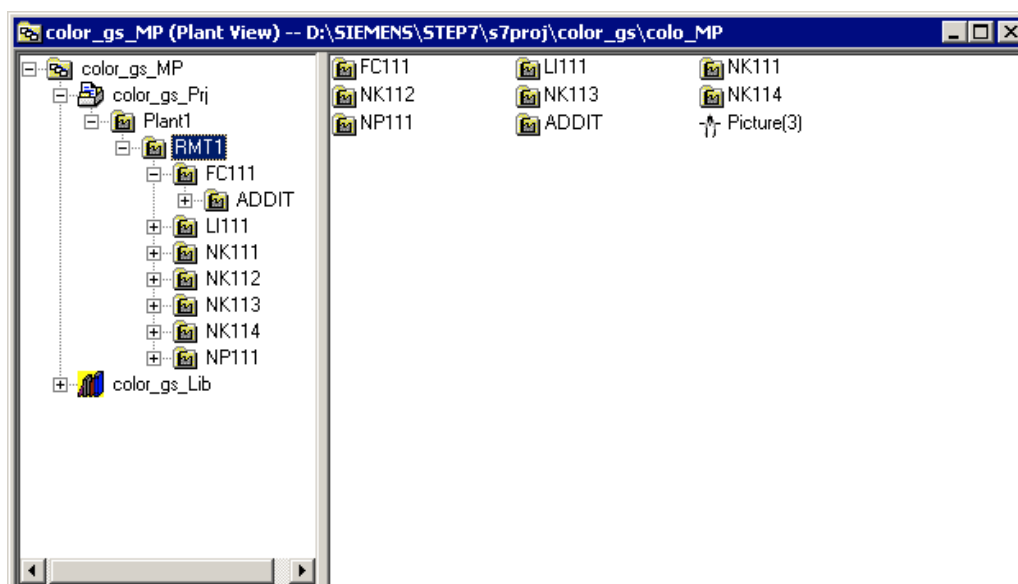 color_gs_MP (Plant View) -- D:\SIEMENS\STEP7\s7proj\color_gs\colo_MP
color_gs_MP
color_gs_Prj
Plant1
RMT1
FC111
ADDIT
LI111
NK111
NK112
NK113
NK114
NP111
color_gs_Lib
FC111 LI111 NK111
NK112 NK113 NK114
NP111 ADDIT Picture(3)